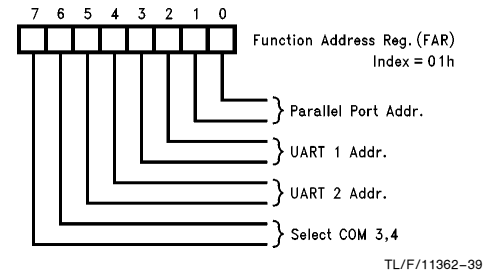 7 6 5 4 3 2 1 0
Function Address Reg. (FAR)
Index = 01h
Parallel Port Addr.
UART 1 Addr.
UART 2 Addr.
Select COM 3,4
TL/F/11362–39